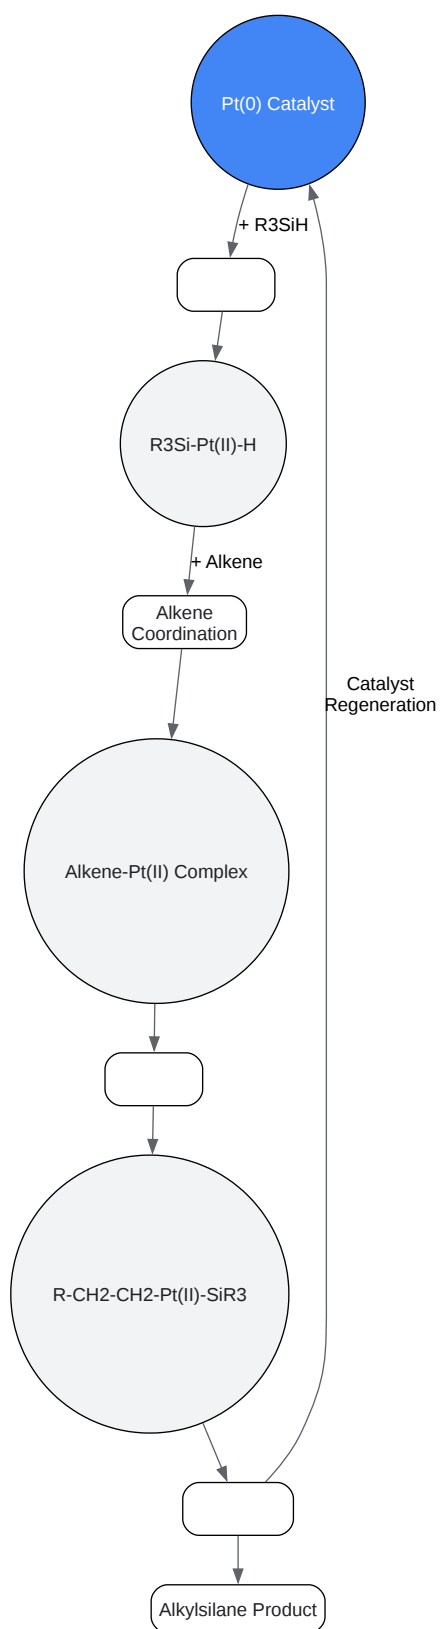 Pt(0) Catalyst
+ R3SiH
R3Si-Pt(II)-H
+ Alkene
Alkene
Coordination
Catalyst
Regeneration
Alkene-Pt(II) Complex
R-CH2-CH2-Pt(II)-SiR3
Alkylsilane Product